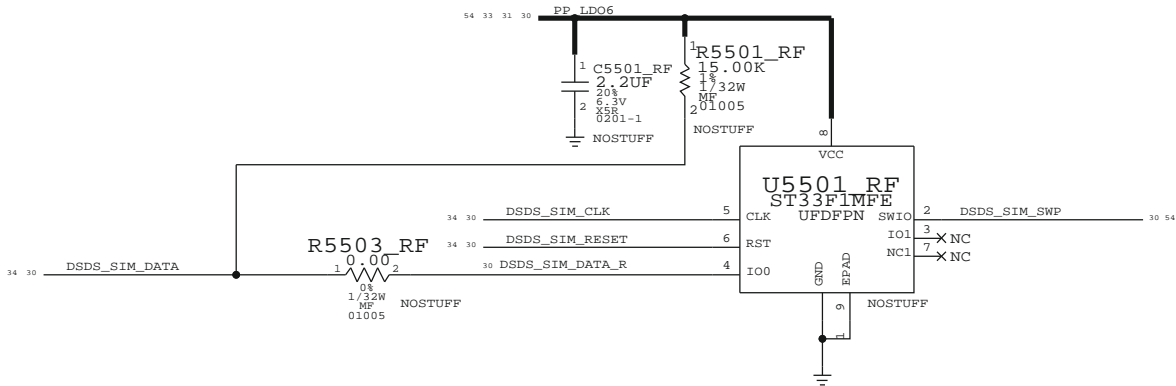 54 33 31 30 PP_LDO6
1 C5501_RF
2.2UF
20%
6.3V
X5R
0201-1
2
NOSTUFF
1 R5501_RF
15.00K
1%
1/32W
MF
01005
2
NOSTUFF
8
VCC
U5501_RF
ST33F1MFE
UFDFPN
34 30 DSDS_SIM_CLK 5 CLK
SWIO 2 DSDS_SIM_SWP 30 54
IO1 3 NC
34 30 DSDS_SIM_RESET 6 RST
NC1 7 NC
R5503_RF
0.00
34 30 DSDS_SIM_DATA 1 2 30 DSDS_SIM_DATA_R 4 IO0
0%
1/32W
MF
01005
NOSTUFF
GND
EPAD
1
9
NOSTUFF